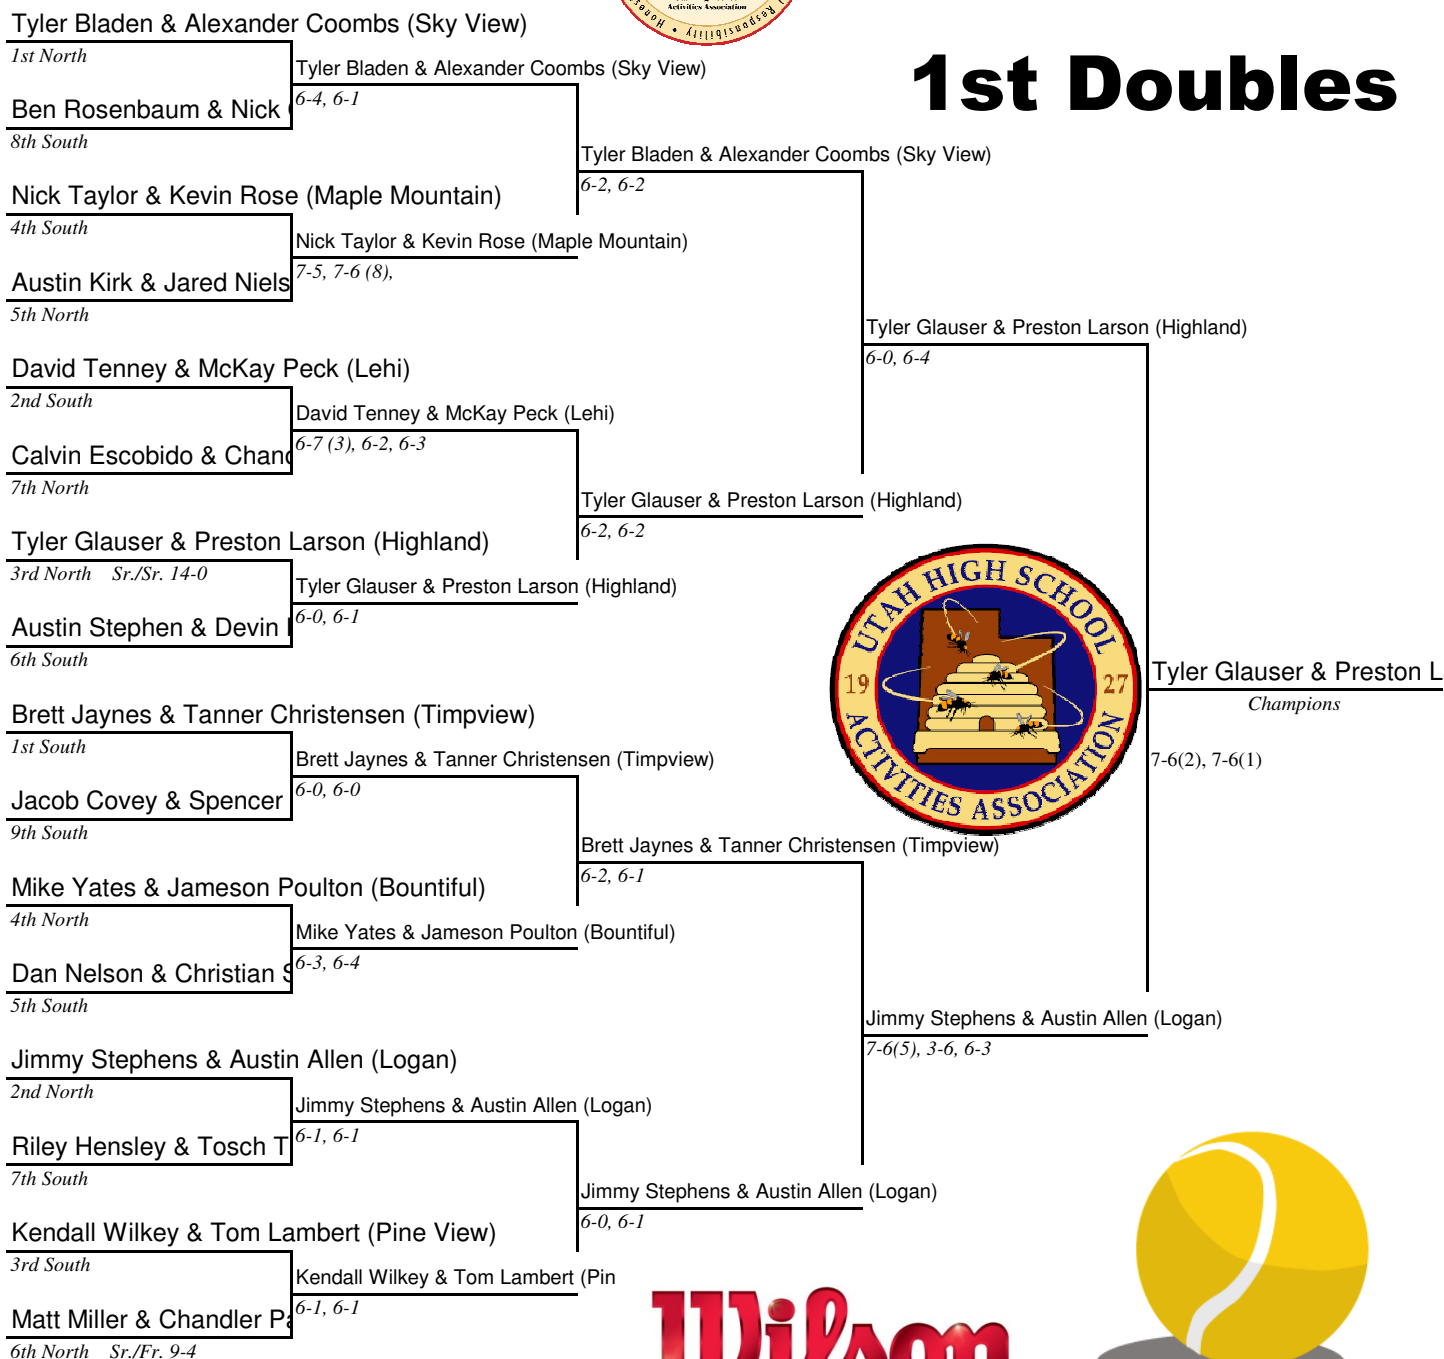 Activities Association
Honest
Responsibility
1st Doubles
Tyler Bladen & Alexander Coombs (Sky View)
1st North
Tyler Bladen & Alexander Coombs (Sky View)
6-4, 6-1
Ben Rosenbaum & Nick
8th South
Tyler Bladen & Alexander Coombs (Sky View)
6-2, 6-2
Nick Taylor & Kevin Rose (Maple Mountain)
4th South
Nick Taylor & Kevin Rose (Maple Mountain)
7-5, 7-6 (8),
Austin Kirk & Jared Niels
5th North
Tyler Glauser & Preston Larson (Highland)
6-0, 6-4
David Tenney & McKay Peck (Lehi)
2nd South
David Tenney & McKay Peck (Lehi)
6-7 (3), 6-2, 6-3
Calvin Escobido & Chand
7th North
Tyler Glauser & Preston Larson (Highland)
6-2, 6-2
Tyler Glauser & Preston Larson (Highland)
3rd North Sr./Sr. 14-0
Tyler Glauser & Preston Larson (Highland)
6-0, 6-1
Austin Stephen & Devin
6th South
UTAH HIGH SCHOOL
19 27
ACTIVITIES ASSOCIATION
Tyler Glauser & Preston L
Champions
7-6(2), 7-6(1)
Brett Jaynes & Tanner Christensen (Timpview)
1st South
Brett Jaynes & Tanner Christensen (Timpview)
6-0, 6-0
Jacob Covey & Spencer
9th South
Brett Jaynes & Tanner Christensen (Timpview)
6-2, 6-1
Mike Yates & Jameson Poulton (Bountiful)
4th North
Mike Yates & Jameson Poulton (Bountiful)
6-3, 6-4
Dan Nelson & Christian S
5th South
Jimmy Stephens & Austin Allen (Logan)
7-6(5), 3-6, 6-3
Jimmy Stephens & Austin Allen (Logan)
2nd North
Jimmy Stephens & Austin Allen (Logan)
6-1, 6-1
Riley Hensley & Tosch T
7th South
Jimmy Stephens & Austin Allen (Logan)
6-0, 6-1
Kendall Wilkey & Tom Lambert (Pine View)
3rd South
Kendall Wilkey & Tom Lambert (Pin
6-1, 6-1
Matt Miller & Chandler Pa
6th North Sr./Fr. 9-4
Wilson